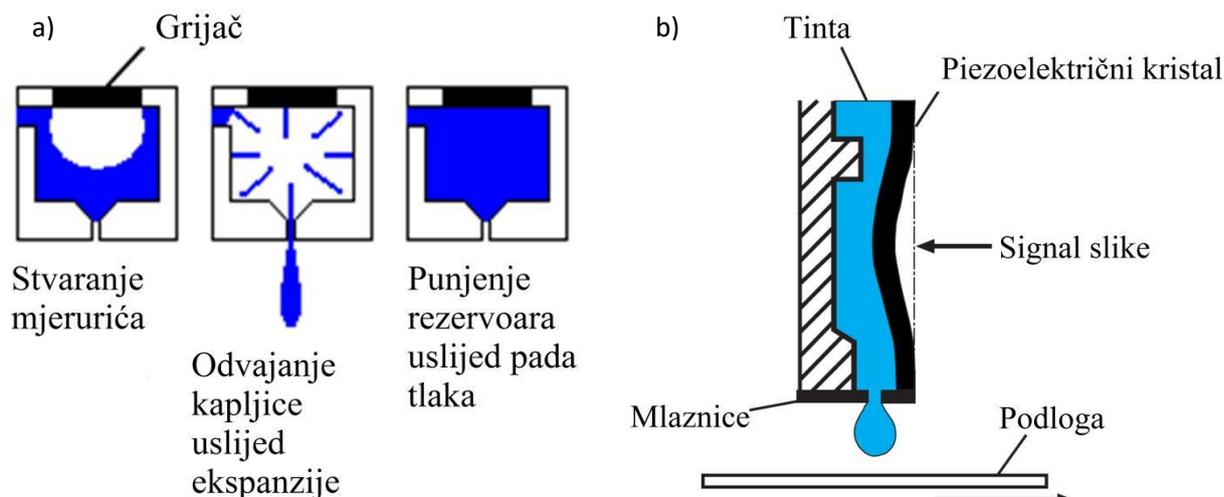 a)
Grijač
Stvaranje
mjerurića
Odvajanje
kapljice
uslijed
ekspanzije
Punjenje
rezervoara
uslijed pada
tlaka
b)
Tinta
Piezoelektrični kristal
Signal slike
Mlaznice
Podloga